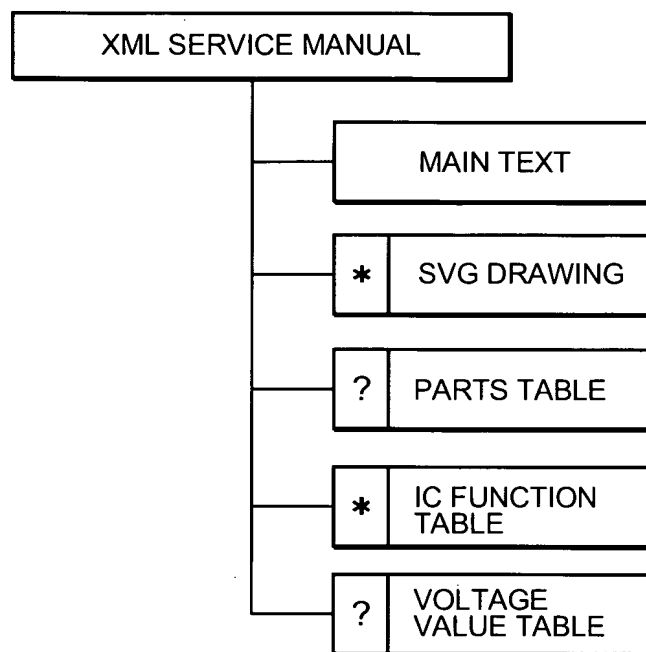 XML SERVICE MANUAL
MAIN TEXT
* SVG DRAWING
? PARTS TABLE
* IC FUNCTION
TABLE
? VOLTAGE
VALUE TABLE